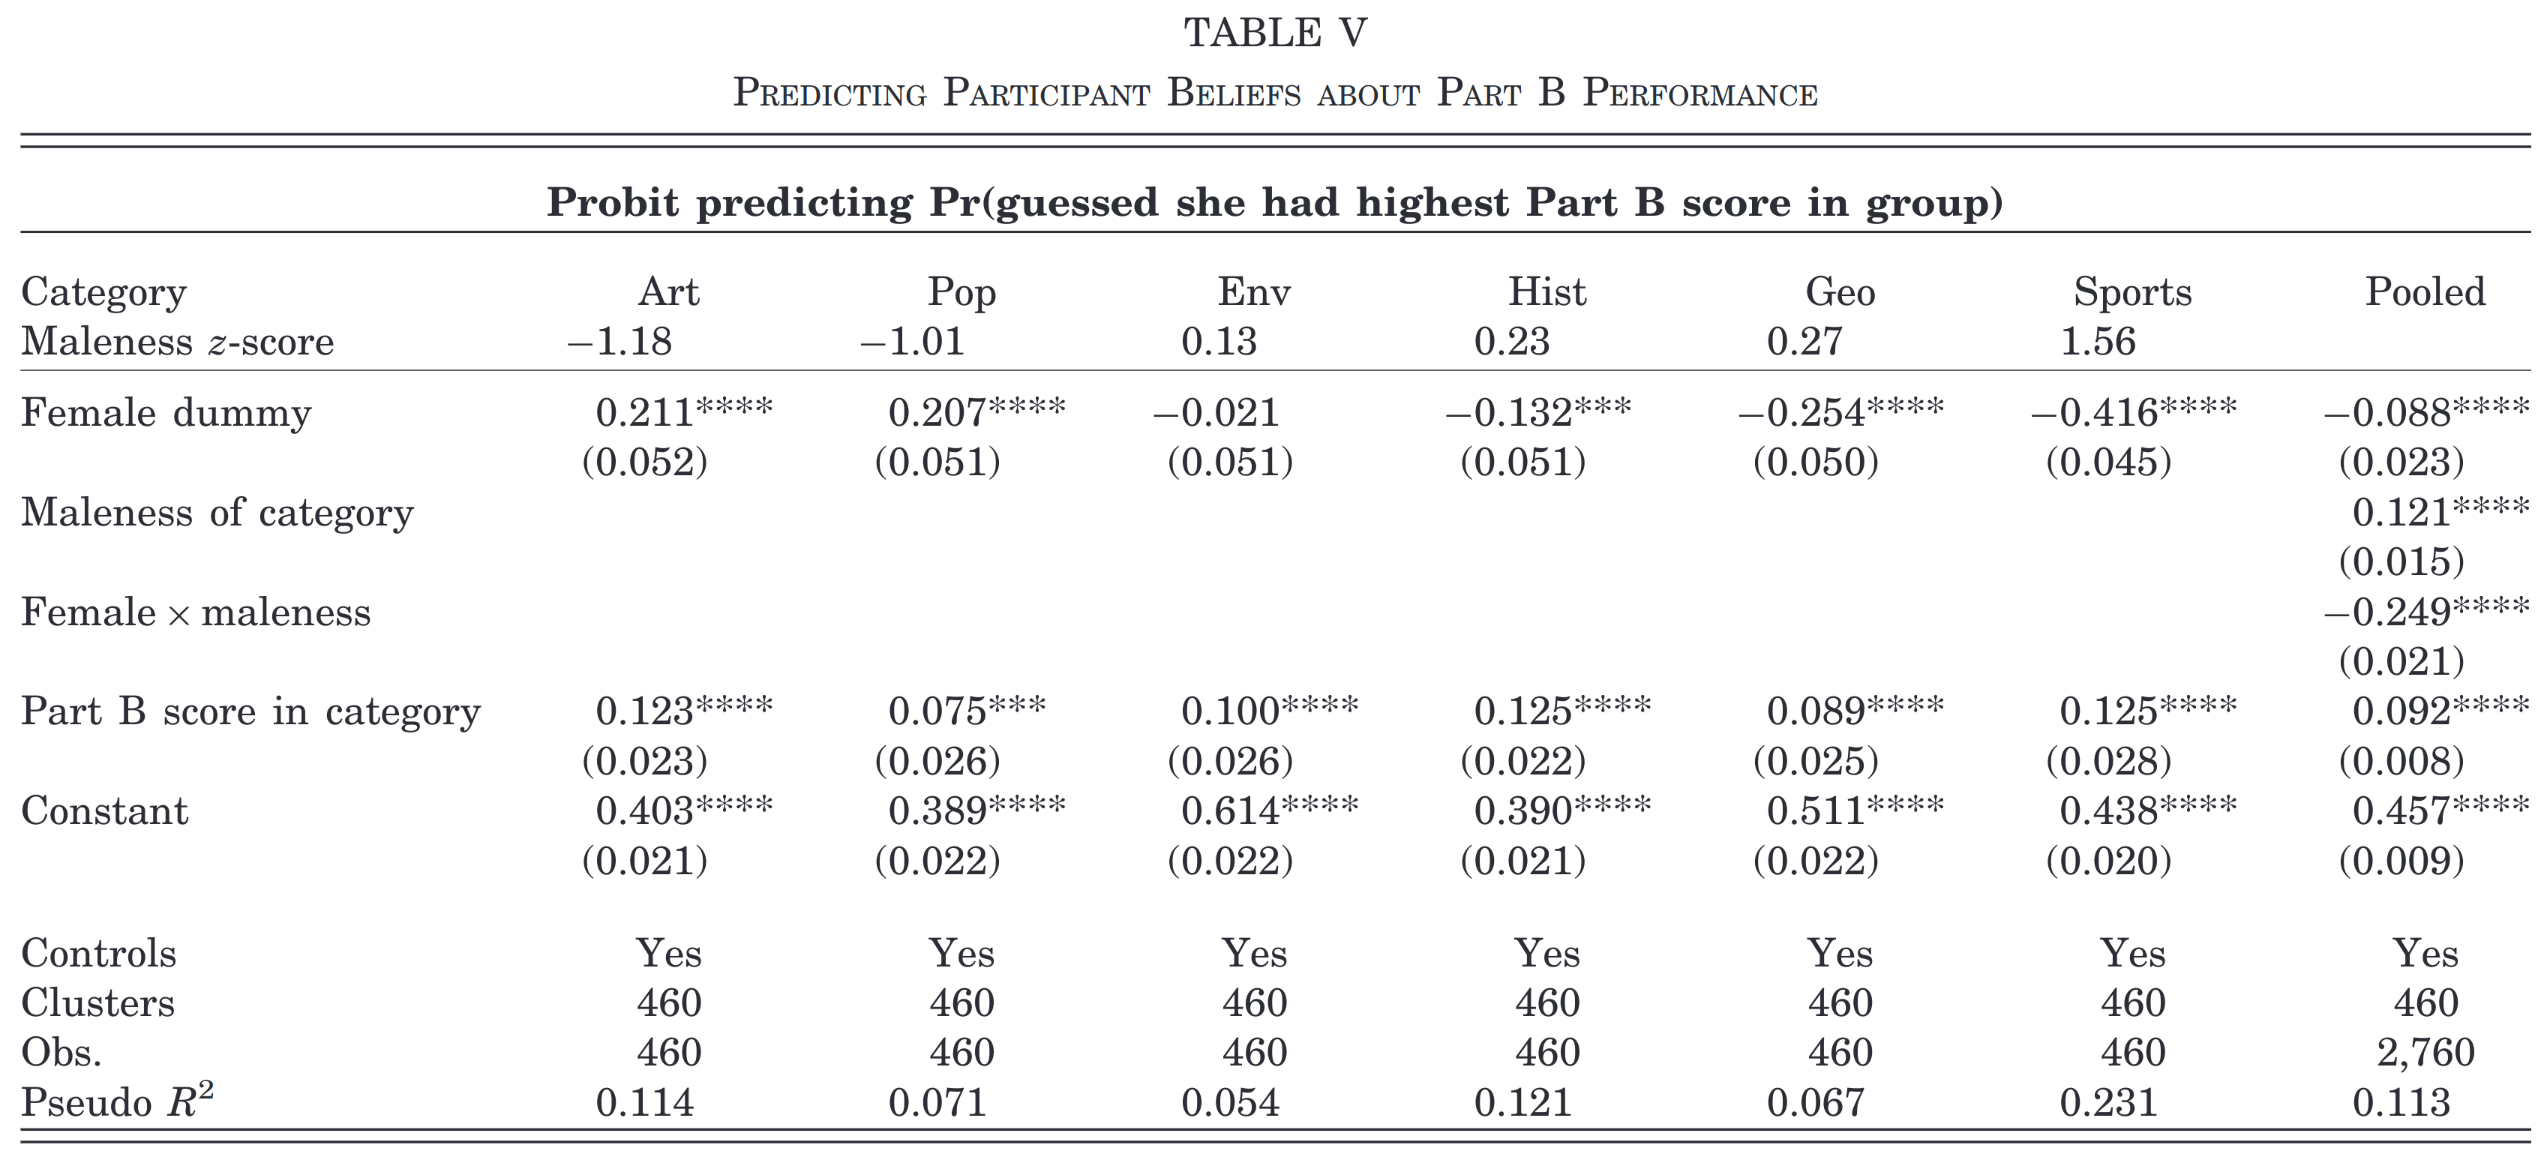 TABLE V
PREDICTING PARTICIPANT BELIEFS ABOUT PART B PERFORMANCE
Probit predicting Pr(guessed she had highest Part B score in group)
Category Art Pop Env Hist Geo Sports Pooled
Maleness z-score −1.18 −1.01 0.13 0.23 0.27 1.56
Female dummy 0.211**** 0.207**** −0.021 −0.132*** −0.254**** −0.416**** −0.088****
(0.052) (0.051) (0.051) (0.051) (0.050) (0.045) (0.023)
Maleness of category 0.121****
(0.015)
Female × maleness −0.249****
(0.021)
Part B score in category 0.123**** 0.075*** 0.100**** 0.125**** 0.089**** 0.125**** 0.092****
(0.023) (0.026) (0.026) (0.022) (0.025) (0.028) (0.008)
Constant 0.403**** 0.389**** 0.614**** 0.390**** 0.511**** 0.438**** 0.457****
(0.021) (0.022) (0.022) (0.021) (0.022) (0.020) (0.009)
Controls Yes Yes Yes Yes Yes Yes Yes
Clusters 460 460 460 460 460 460 460
Obs. 460 460 460 460 460 460 2,760
Pseudo R² 0.114 0.071 0.054 0.121 0.067 0.231 0.113